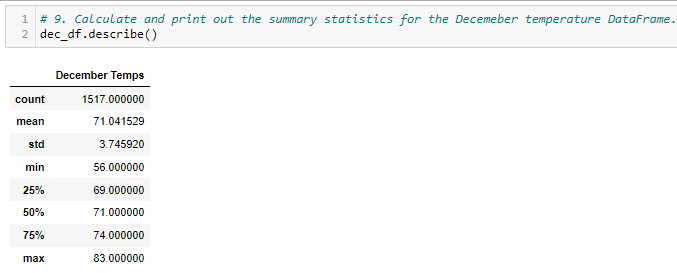 1 # 9. Calculate and print out the summary statistics for the Decemeber temperature DataFrame.
2 dec_df.describe()
December Temps
count 1517.000000
mean 71.041529
std 3.745920
min 56.000000
25% 69.000000
50% 71.000000
75% 74.000000
max 83.000000